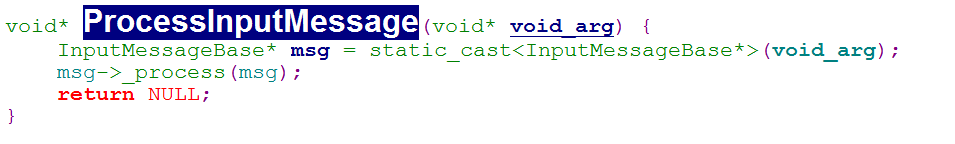 void* ProcessInputMessage(void* void_arg) {
    InputMessageBase* msg = static_cast<InputMessageBase*>(void_arg);
    msg->_process(msg);
    return NULL;
}